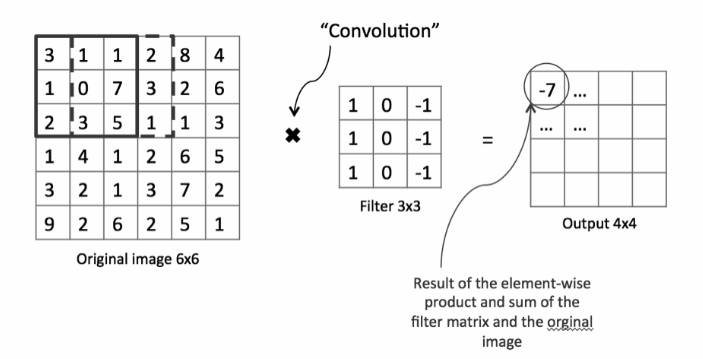 “Convolution”
3 1 1 2 8 4
1 0 7 3 2 6
2 3 5 1 1 3
1 4 1 2 6 5
3 2 1 3 7 2
9 2 6 2 5 1
Original image 6x6
✖
1 0 -1
1 0 -1
1 0 -1
Filter 3x3
=
-7 ...
... ...
Output 4x4
Result of the element-wise
product and sum of the
filter matrix and the orginal
image